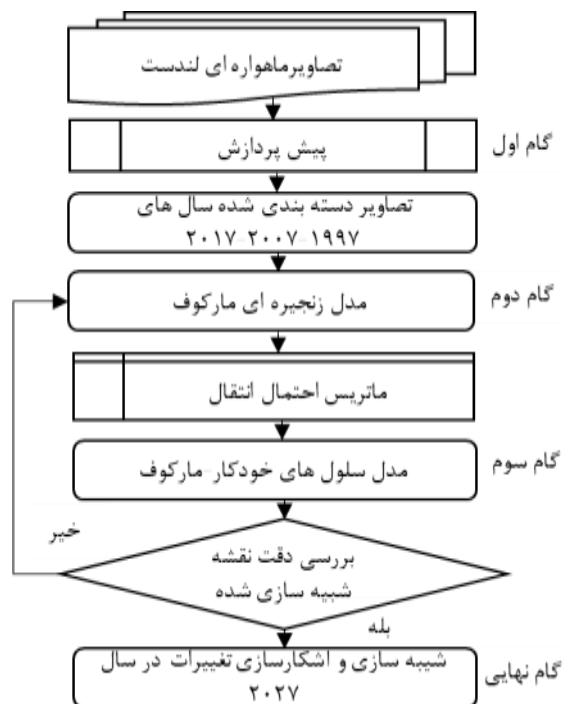 تصاویرماهواره ای لندست
پیش پردازش
گام اول
تصاویر دسته بندی شده سال های
۲۰۱۷-۲۰۰۷-۱۹۹۷
مدل زنجیره ای مارکوف
گام دوم
ماتریس احتمال انتقال
مدل سلول های خودکار-مارکوف
گام سوم
خیر
بررسی دقت نقشه
شبیه سازی شده
بله
شیبه سازی و اشکارسازی تغییرات در سال
۲۰۲۷
گام نهایی